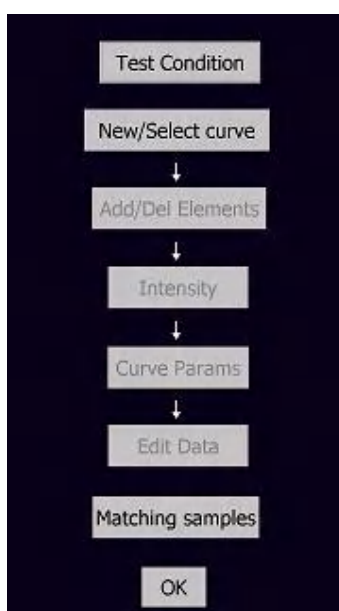 Test Condition
New/Select curve
Add/Del Elements
Intensity
Curve Params
Edit Data
Matching samples
OK